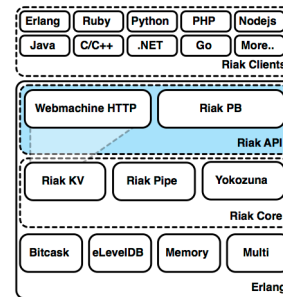 Erlang Ruby Python PHP Nodejs
Java C/C++ .NET Go More..
Riak Clients
Webmachine HTTP Riak PB
Riak API
Riak KV Riak Pipe Yokozuna
Riak Core
Bitcask eLevelDB Memory Multi
Erlang